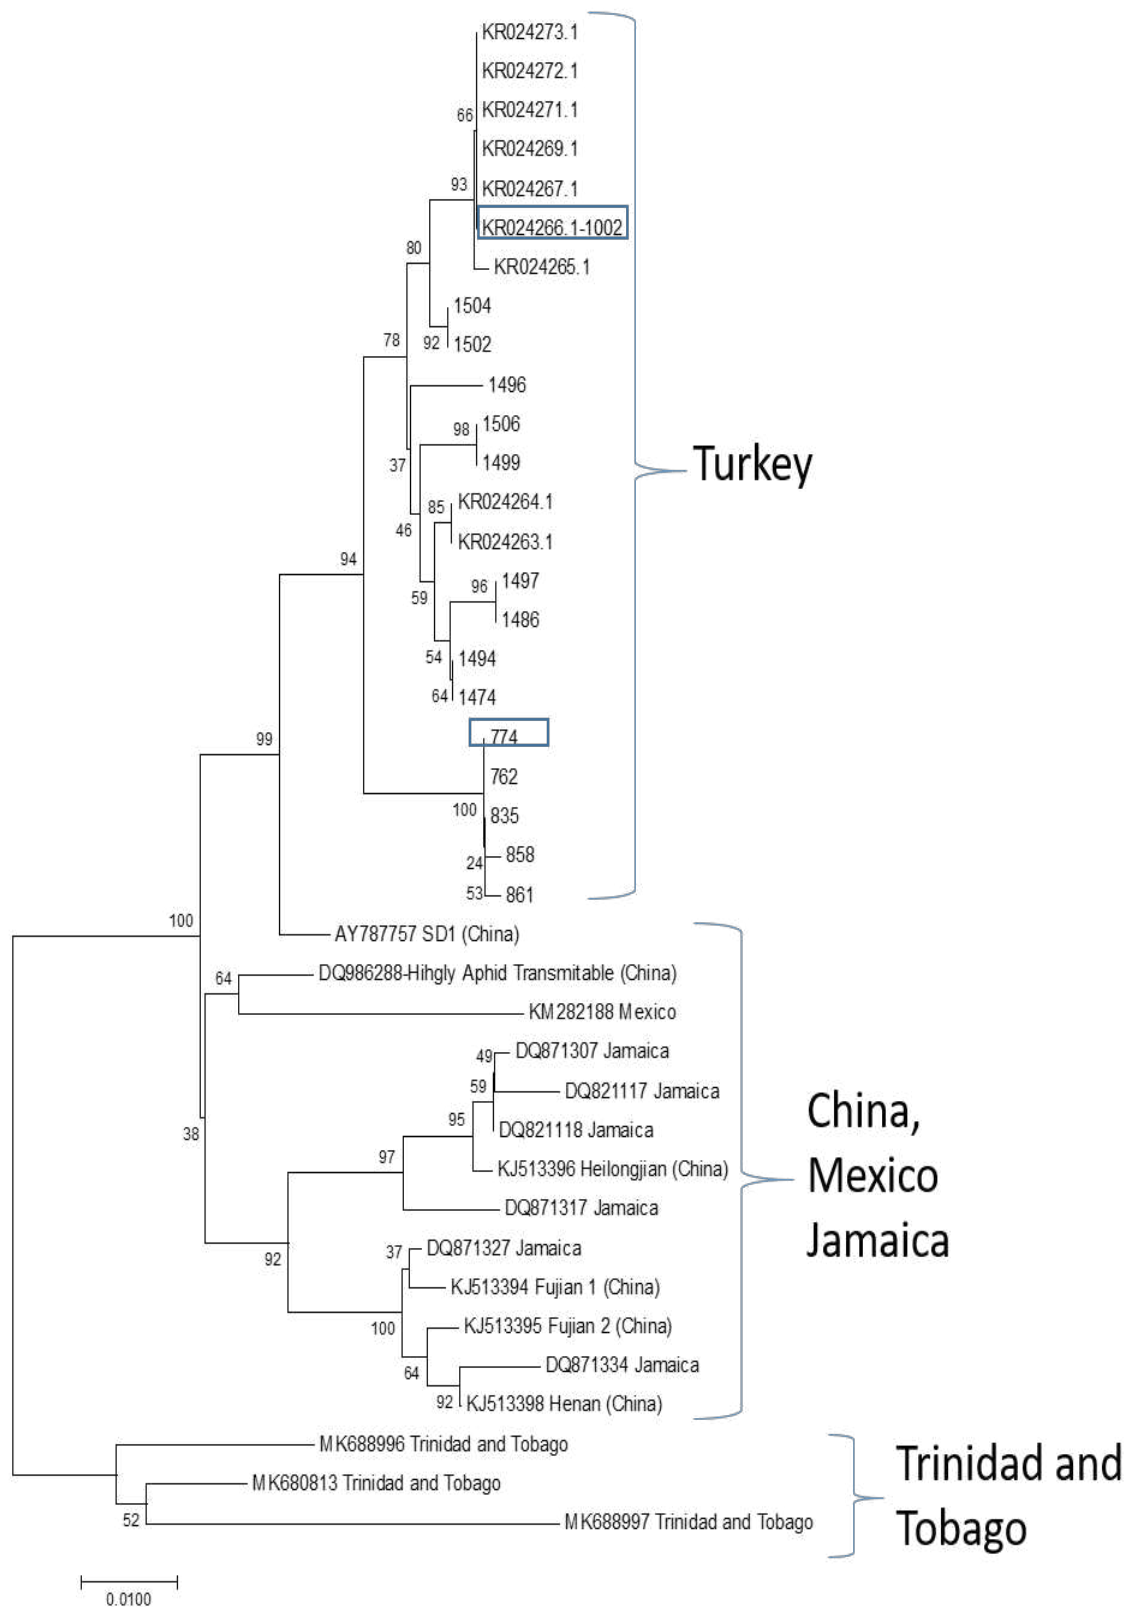 KR024273.1
KR024272.1
KR024271.1
66
KR024269.1
93
KR024267.1
KR024266.1-1002
80
KR024265.1
1504
78
92
1502
1496
98
1506
37
1499
Turkey
85
KR024264.1
46
KR024263.1
94
96
1497
59
1486
54
1494
64
1474
99
774
762
100
835
24
858
53
861
100
AY787757 SD1 (China)
64
DQ986288-Hihgly Aphid Transmitable (China)
KM282188 Mexico
49
DQ871307 Jamaica
59
DQ821117 Jamaica
38
95
DQ821118 Jamaica
97
KJ513396 Heilongjian (China)
DQ871317 Jamaica
China,
Mexico
Jamaica
92
37
DQ871327 Jamaica
KJ513394 Fujian 1 (China)
100
KJ513395 Fujian 2 (China)
64
DQ871334 Jamaica
92
KJ513398 Henan (China)
MK688996 Trinidad and Tobago
MK680813 Trinidad and Tobago
52
MK688997 Trinidad and Tobago
Trinidad and
Tobago
0.0100